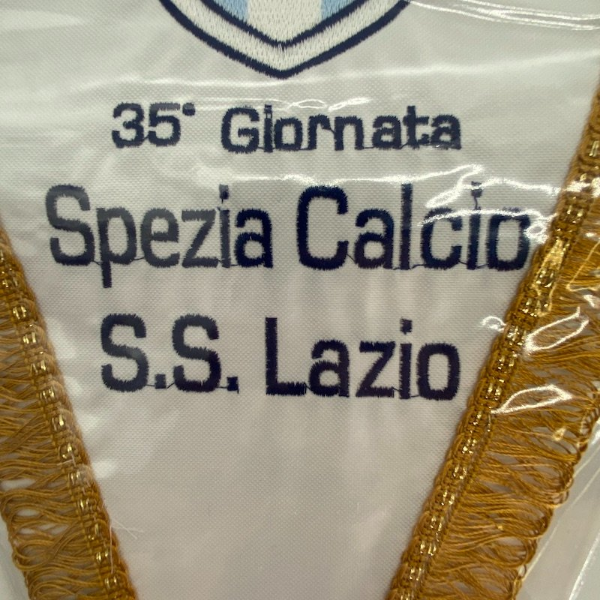 35° Giornata
Spezia Calcio
S.S. Lazio